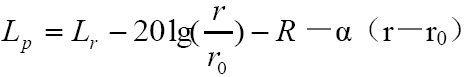 L_p = L_r − 20lg(r/r_0) − R－α（r－r_0）